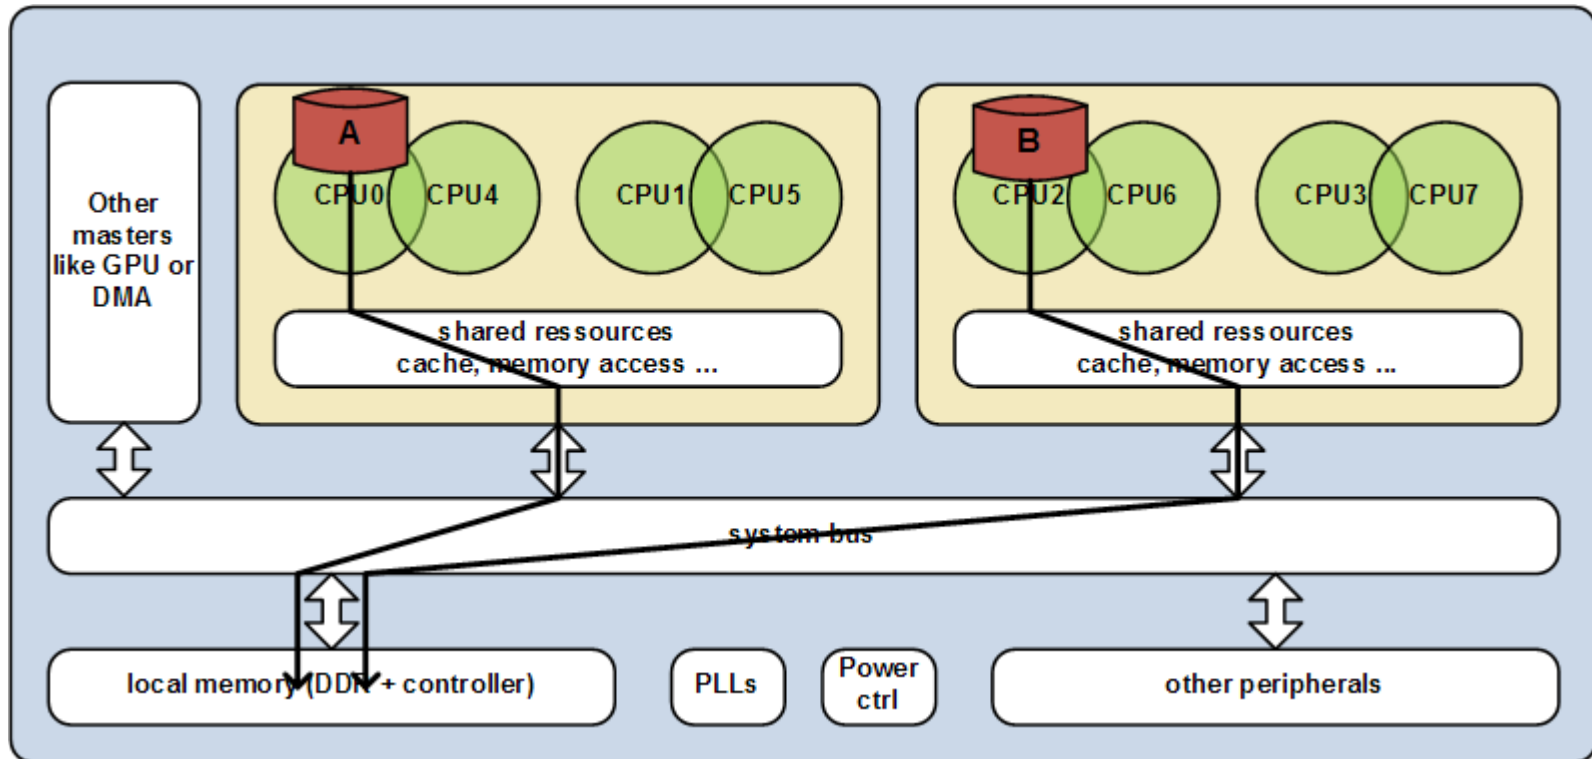 Other
masters
like GPU or
DMA
A
CPU0
CPU4
CPU1
CPU5
shared ressources
cache, memory access ...
B
CPU2
CPU6
CPU3
CPU7
shared ressources
cache, memory access ...
system bus
local memory (DDR + controller)
PLLs
Power
ctrl
other peripherals